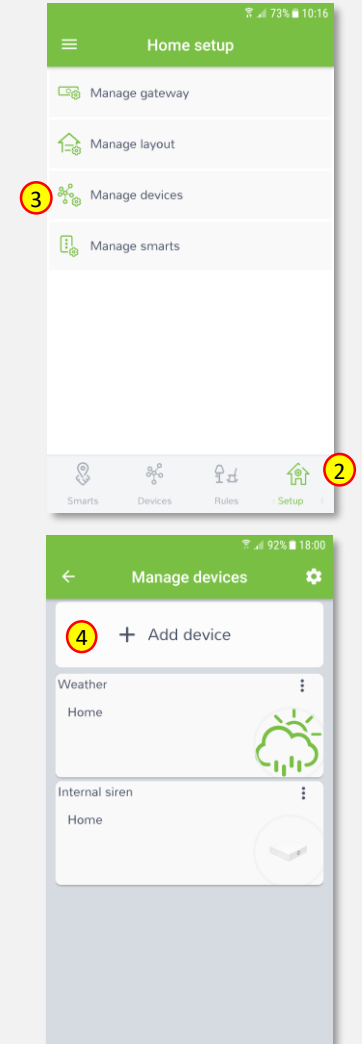 73% 10:16
Home setup
Manage gateway
Manage layout
3 Manage devices
Manage smarts
2
Smarts Devices Rules Setup
92% 18:00
Manage devices
4 + Add device
Weather
Home
Internal siren
Home